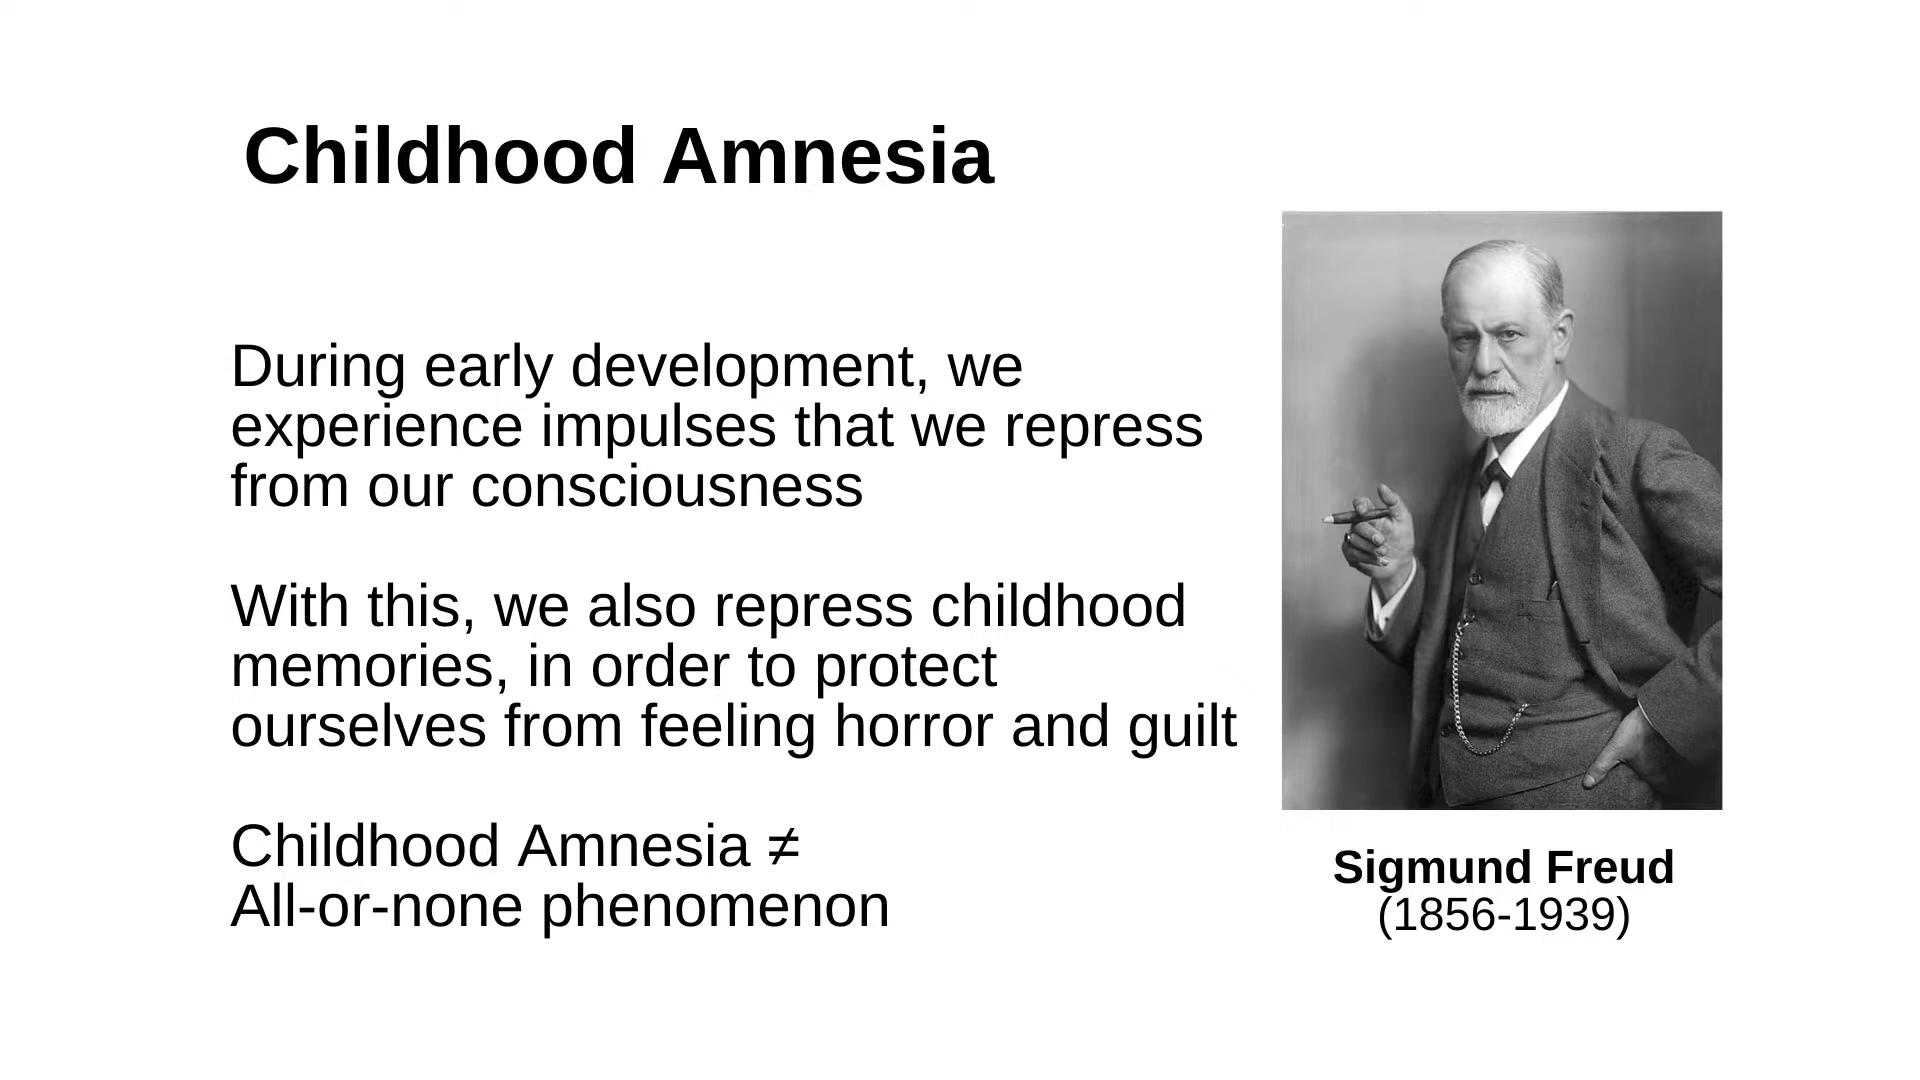 Childhood Amnesia
During early development, we
experience impulses that we repress
from our consciousness
With this, we also repress childhood
memories, in order to protect
ourselves from feeling horror and guilt
Childhood Amnesia ≠
All-or-none phenomenon
Sigmund Freud
(1856-1939)